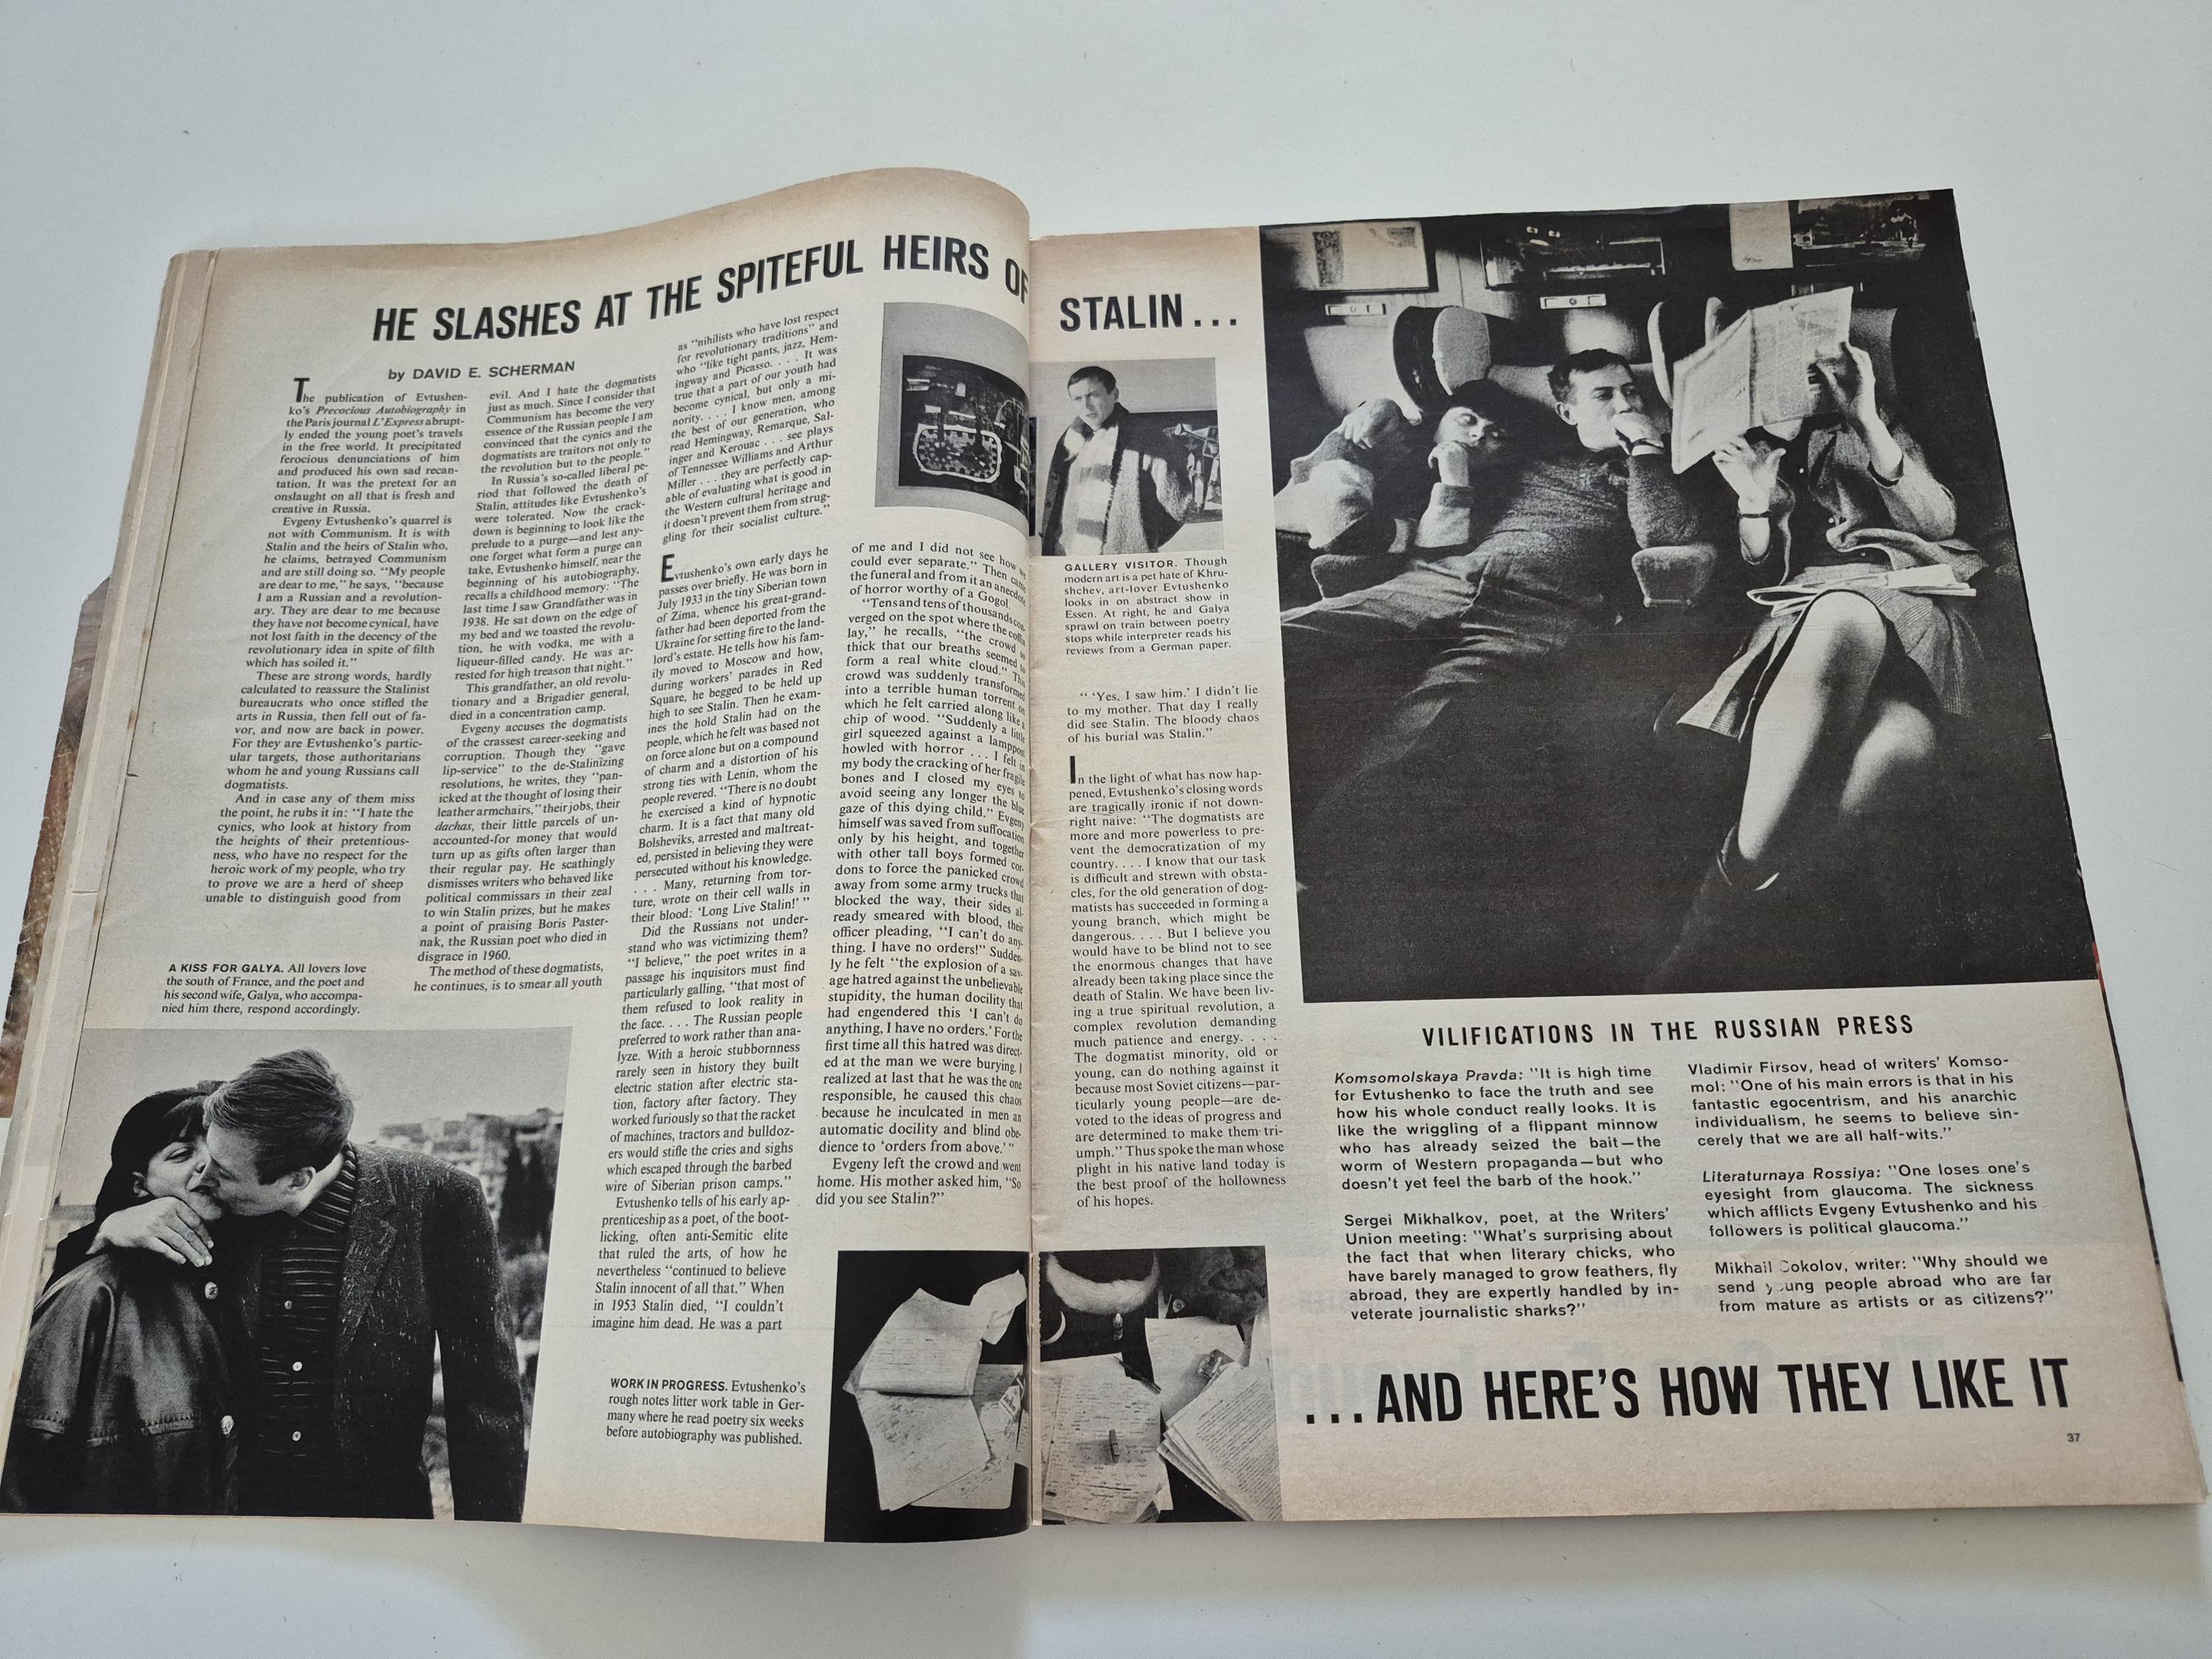 HE SLASHES AT THE SPITEFUL HEIRS OF STALIN...
by DAVID E. SCHERMAN
The publication of Evtushen-
ko's Precocious Autobiography in
the Paris journal L'Express abrupt-
ly ended the young poet's travels
in the free world. It precipitated
ferocious denunciations of him
and produced his own sad recan-
tation. It was the pretext for an
onslaught on all that is fresh and
creative in Russia.
Evgeny Evtushenko's quarrel is
not with Communism. It is with
Stalin and the heirs of Stalin who,
he claims, betrayed Communism
and are still doing so. "My people
are dear to me," he says, "because
I am a Russian and a revolution-
ary. They are dear to me because
they have not become cynical, have
not lost faith in the decency of the
revolutionary idea in spite of filth
which has soiled it."
These are strong words, hardly
calculated to reassure the Stalinist
bureaucrats who once stifled the
arts in Russia, then fell out of fa-
vor, and now are back in power.
For they are Evtushenko's partic-
ular targets, those authoritarians
whom he and young Russians call
dogmatists.
And in case any of them miss
the point, he rubs it in: "I hate the
cynics, who look at history from
the heights of their pretentious-
ness, who have no respect for the
heroic work of my people, who try
to prove we are a herd of sheep
unable to distinguish good from
evil. And I hate the dogmatists
just as much. Since I consider that
Communism has become the very
essence of the Russian people I am
convinced that the cynics and the
dogmatists are traitors not only to
the revolution but to the people."
In Russia's so-called liberal pe-
riod that followed the death of
Stalin, attitudes like Evtushenko's
were tolerated. Now the crack-
down is beginning to look like the
prelude to a purge—and lest any-
one forget what form a purge can
take, Evtushenko himself, near the
beginning of his autobiography,
recalls a childhood memory: "The
last time I saw Grandfather was in
1938. He sat down on the edge of
my bed and we toasted the revolu-
tion, he with vodka, me with a
liqueur-filled candy. He was ar-
rested for high treason that night."
This grandfather, an old revolu-
tionary and a Brigadier general,
died in a concentration camp.
Evgeny accuses the dogmatists
of the crassest career-seeking and
corruption. Though they "gave
lip-service" to the de-Stalinizing
resolutions, he writes, they "pan-
icked at the thought of losing their
leather armchairs," their jobs, their
dachas, their little parcels of un-
accounted-for money that would
turn up as gifts often larger than
their regular pay. He scathingly
dismisses writers who behaved like
political commissars in their zeal
to win Stalin prizes, but he makes
a point of praising Boris Paster-
nak, the Russian poet who died in
disgrace in 1960.
The method of these dogmatists,
he continues, is to smear all youth
as "nihilists who have lost respect
for revolutionary traditions" and
who "like tight pants, jazz, Hem-
ingway and Picasso. . . . It was
true that a part of our youth had
become cynical, but only a mi-
nority. . . . I know men, among
the best of our generation, who
read Hemingway, Remarque, Sal-
inger and Kerouac . . . see plays
of Tennessee Williams and Arthur
Miller . . . they are perfectly cap-
able of evaluating what is good in
the Western cultural heritage and
it doesn't prevent them from strug-
gling for their socialist culture."
Evtushenko's own early days he
passes over briefly. He was born in
July 1933 in the tiny Siberian town
of Zima, whence his great-grand-
father had been deported from the
Ukraine for setting fire to the land-
lord's estate. He tells how his fam-
ily moved to Moscow and how,
during workers' parades in Red
Square, he begged to be held up
high to see Stalin. Then he exam-
ines the hold Stalin had on the
people, which he felt was based not
on force alone but on a compound
of charm and a distortion of his
strong ties with Lenin, whom the
people revered. "There is no doubt
he exercised a kind of hypnotic
charm. It is a fact that many old
Bolsheviks, arrested and maltreat-
ed, persisted in believing they were
persecuted without his knowledge.
. . . Many, returning from tor-
ture, wrote on their cell walls in
their blood: 'Long Live Stalin!' "
Did the Russians not under-
stand who was victimizing them?
"I believe," the poet writes in a
passage his inquisitors must find
particularly galling, "that most of
them refused to look reality in
the face. . . . The Russian people
preferred to work rather than ana-
lyze. With a heroic stubbornness
rarely seen in history they built
electric station after electric sta-
tion, factory after factory. They
worked furiously so that the racket
of machines, tractors and bulldoz-
ers would stifle the cries and sighs
which escaped through the barbed
wire of Siberian prison camps."
Evtushenko tells of his early ap-
prenticeship as a poet, of the boot-
licking, often anti-Semitic elite
that ruled the arts, of how he
nevertheless "continued to believe
Stalin innocent of all that." When
in 1953 Stalin died, "I couldn't
imagine him dead. He was a part
of me and I did not see how we
could ever separate." Then came
the funeral and from it an anecdote
of horror worthy of a Gogol.
"Tens and tens of thousands con-
verged on the spot where the coffin
lay," he recalls, "the crowd so
thick that our breaths seemed to
form a real white cloud." This
crowd was suddenly transformed
into a terrible human torrent on
which he felt carried along like a
chip of wood. "Suddenly a little
girl squeezed against a lamppost
howled with horror . . . I felt in
my body the cracking of her fragile
bones and I closed my eyes to
avoid seeing any longer the blue
gaze of this dying child." Evgeny
himself was saved from suffocation
only by his height, and together
with other tall boys formed cor-
dons to force the panicked crowd
away from some army trucks that
blocked the way, their sides al-
ready smeared with blood, their
officer pleading, "I can't do any-
thing. I have no orders!" Sudden-
ly he felt "the explosion of a sav-
age hatred against the unbelievable
stupidity, the human docility that
had engendered this 'I can't do
anything, I have no orders.' For the
first time all this hatred was direct-
ed at the man we were burying. I
realized at last that he was the one
responsible, he caused this chaos
because he inculcated in men an
automatic docility and blind obe-
dience to 'orders from above.' "
Evgeny left the crowd and went
home. His mother asked him, "So
did you see Stalin?"
" 'Yes, I saw him.' I didn't lie
to my mother. That day I really
did see Stalin. The bloody chaos
of his burial was Stalin."
In the light of what has now hap-
pened, Evtushenko's closing words
are tragically ironic if not down-
right naive: "The dogmatists are
more and more powerless to pre-
vent the democratization of my
country. . . . I know that our task
is difficult and strewn with obsta-
cles, for the old generation of dog-
matists has succeeded in forming a
young branch, which might be
dangerous. . . . But I believe you
would have to be blind not to see
the enormous changes that have
already been taking place since the
death of Stalin. We have been liv-
ing a true spiritual revolution, a
complex revolution demanding
much patience and energy. . . .
The dogmatist minority, old or
young, can do nothing against it
because most Soviet citizens—par-
ticularly young people—are de-
voted to the ideas of progress and
are determined to make them tri-
umph." Thus spoke the man whose
plight in his native land today is
the best proof of the hollowness
of his hopes.
A KISS FOR GALYA. All lovers love
the south of France, and the poet and
his second wife, Galya, who accompa-
nied him there, respond accordingly.
WORK IN PROGRESS. Evtushenko's
rough notes litter work table in Ger-
many where he read poetry six weeks
before autobiography was published.
GALLERY VISITOR. Though
modern art is a pet hate of Khru-
shchev, art-lover Evtushenko
looks in on abstract show in
Essen. At right, he and Galya
sprawl on train between poetry
stops while interpreter reads his
reviews from a German paper.
VILIFICATIONS IN THE RUSSIAN PRESS
Komsomolskaya Pravda: "It is high time
for Evtushenko to face the truth and see
how his whole conduct really looks. It is
like the wriggling of a flippant minnow
who has already seized the bait—the
worm of Western propaganda—but who
doesn't yet feel the barb of the hook."
Sergei Mikhalkov, poet, at the Writers'
Union meeting: "What's surprising about
the fact that when literary chicks, who
have barely managed to grow feathers, fly
abroad, they are expertly handled by in-
veterate journalistic sharks?"
Vladimir Firsov, head of writers' Komso-
mol: "One of his main errors is that in his
fantastic egocentrism, and his anarchic
individualism, he seems to believe sin-
cerely that we are all half-wits."
Literaturnaya Rossiya: "One loses one's
eyesight from glaucoma. The sickness
which afflicts Evgeny Evtushenko and his
followers is political glaucoma."
Mikhail Sokolov, writer: "Why should we
send young people abroad who are far
from mature as artists or as citizens?"
...AND HERE'S HOW THEY LIKE IT
37